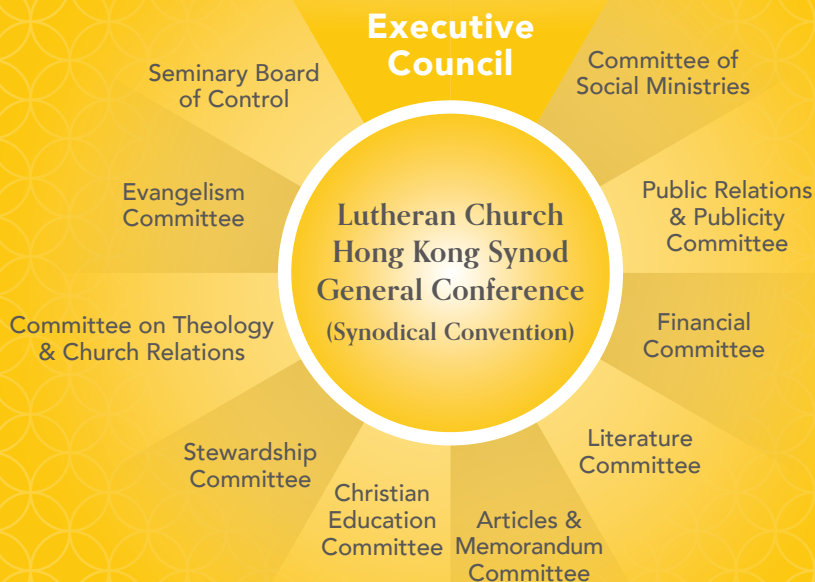 Executive
Council
Committee of
Social Ministries
Public Relations
& Publicity
Committee
Financial
Committee
Literature
Committee
Articles &
Memorandum
Committee
Christian
Education
Committee
Stewardship
Committee
Committee on Theology
& Church Relations
Evangelism
Committee
Seminary Board
of Control
Lutheran Church
Hong Kong Synod
General Conference
(Synodical Convention)